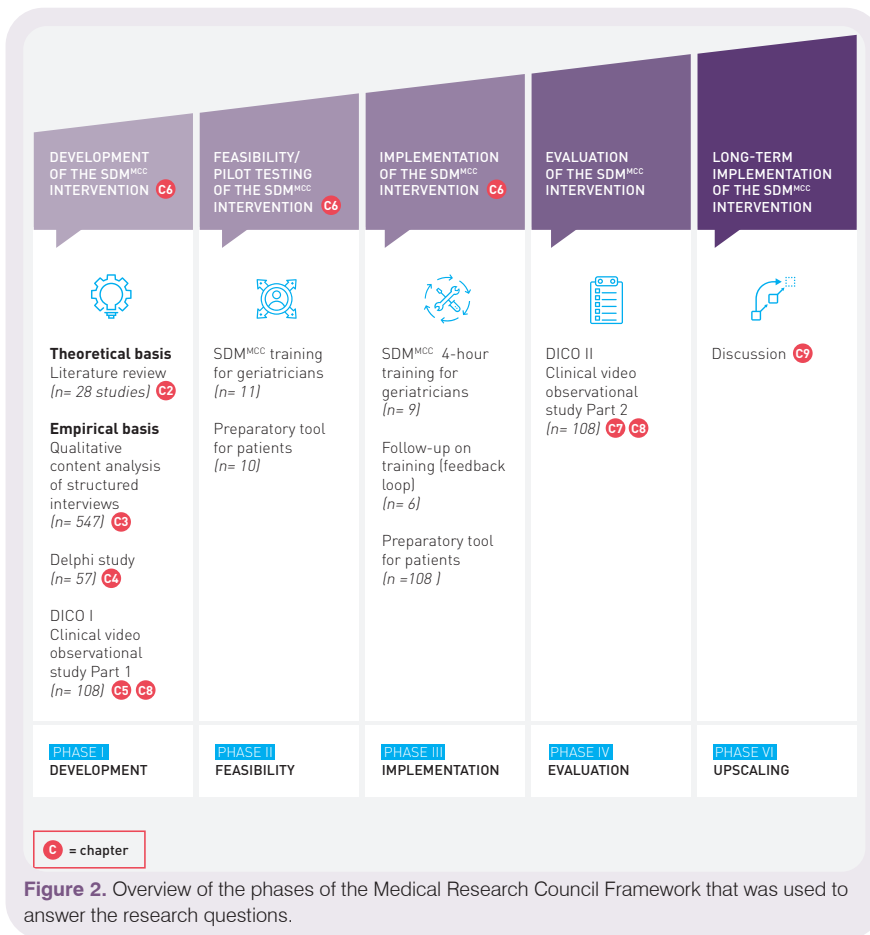 DEVELOPMENT
OF THE SDMMCC
INTERVENTION C6
FEASIBILITY/
PILOT TESTING
OF THE SDMMCC
INTERVENTION C6
IMPLEMENTATION
OF THE SDMMCC
INTERVENTION C6
EVALUATION
OF THE SDMMCC
INTERVENTION
LONG-TERM
IMPLEMENTATION
OF THE SDMMCC
INTERVENTION
Theoretical basis
Literature review
(n= 28 studies) C2
Empirical basis
Qualitative
content analysis
of structured
interviews
(n= 547) C3
Delphi study
(n= 57) C4
DICO I
Clinical video
observational
study Part 1
(n= 108) C5 C8
SDMMCC training
for geriatricians
(n= 11)
Preparatory tool
for patients
(n= 10)
SDMMCC 4-hour
training for
geriatricians
(n= 9)
Follow-up on
training (feedback
loop)
(n= 6)
Preparatory tool
for patients
(n =108 )
DICO II
Clinical video
observational
study Part 2
(n= 108) C7 C8
Discussion C9
PHASE I
DEVELOPMENT
PHASE II
FEASIBILITY
PHASE III
IMPLEMENTATION
PHASE IV
EVALUATION
PHASE VI
UPSCALING
C = chapter
Figure 2. Overview of the phases of the Medical Research Council Framework that was used to
answer the research questions.